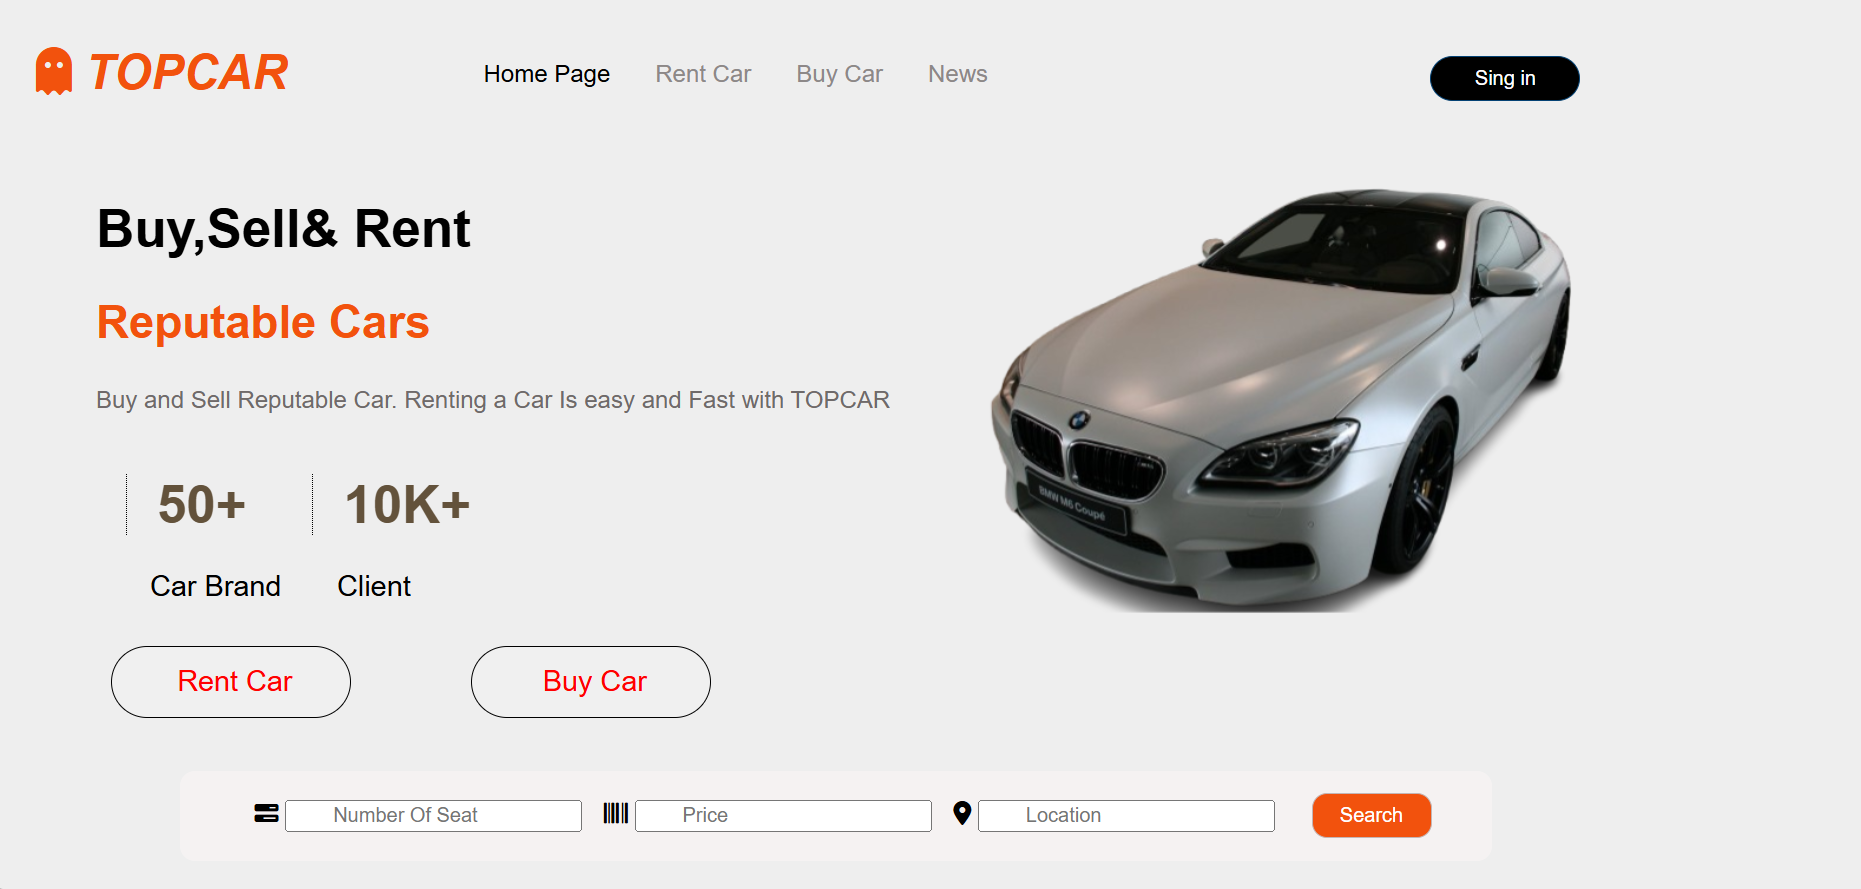 TOPCAR
Home Page
Rent Car
Buy Car
News
Sing in
Buy,Sell& Rent
Reputable Cars
Buy and Sell Reputable Car. Renting a Car Is easy and Fast with TOPCAR
50+
10K+
Car Brand
Client
BMW M6 Coupé
Rent Car
Buy Car
Number Of Seat
Price
Location
Search